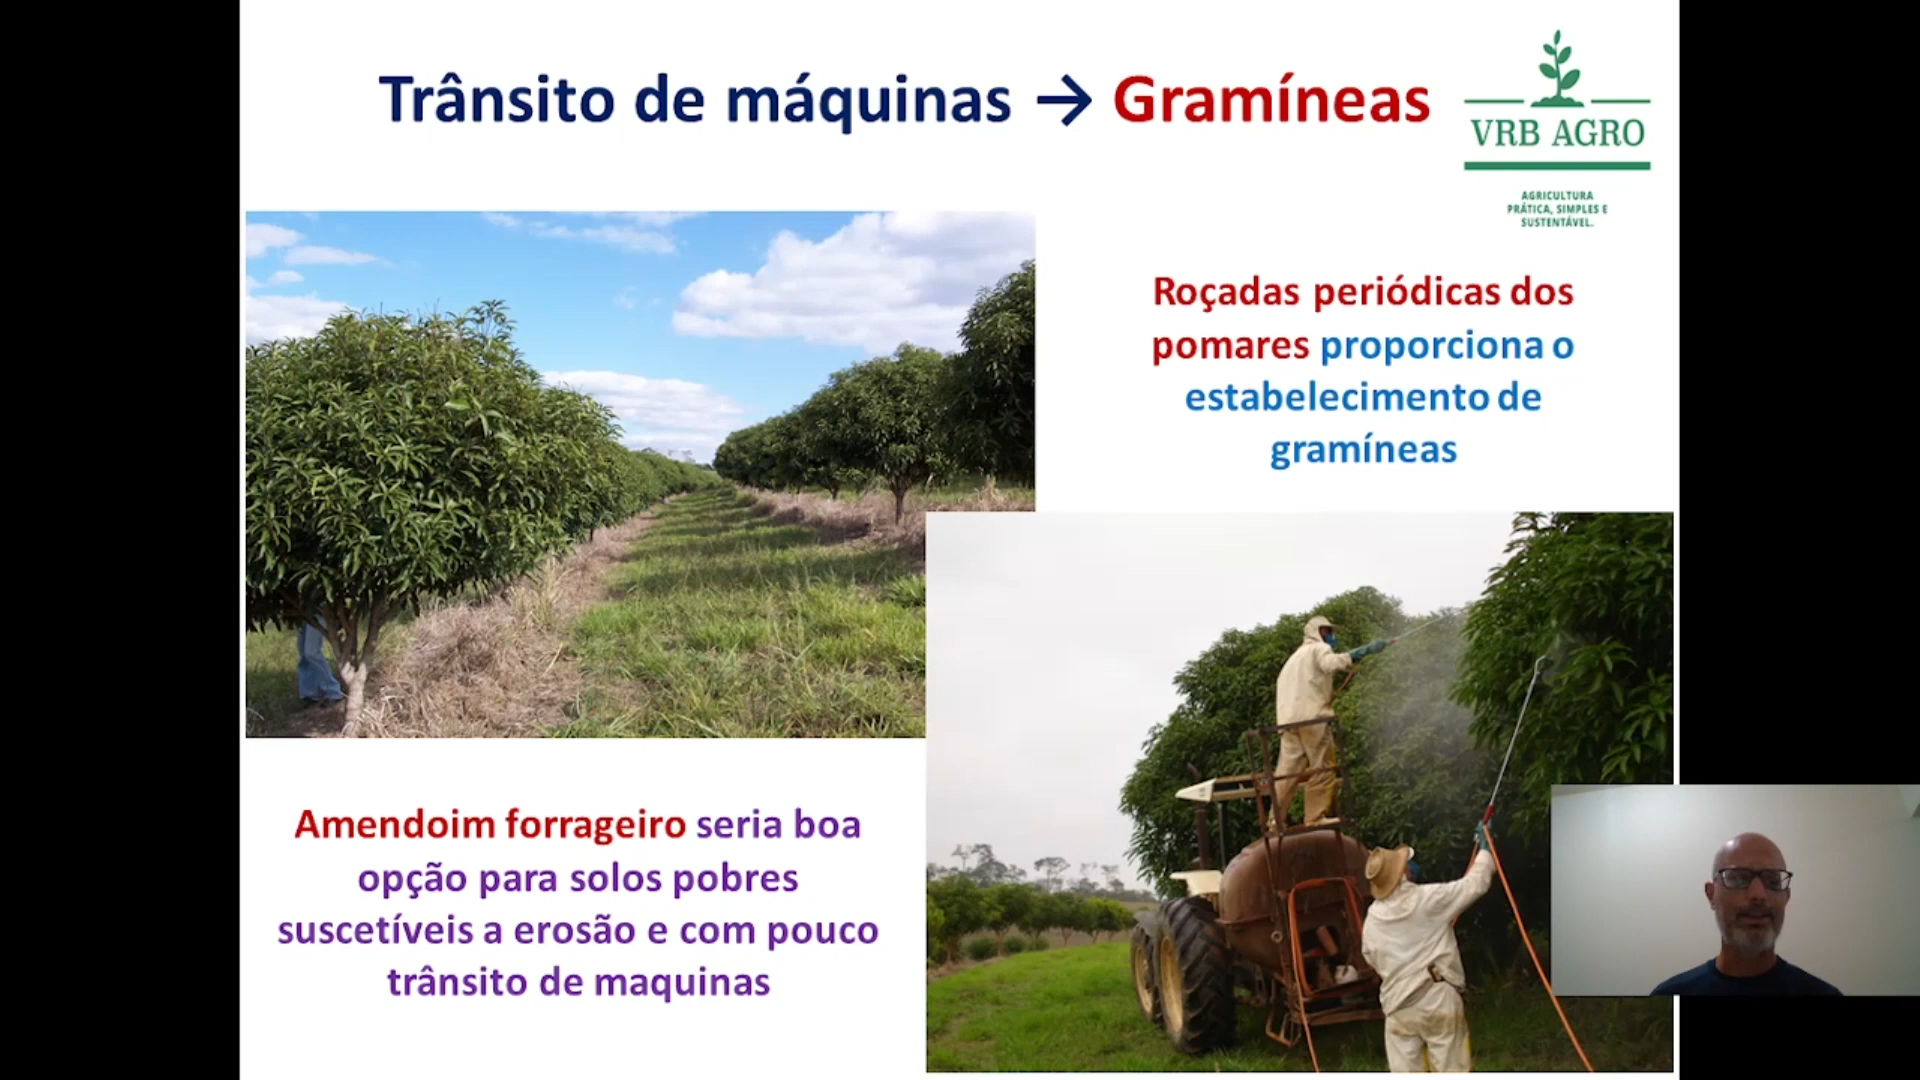 Trânsito de máquinas → Gramíneas
VRB AGRO
AGRICULTURA
PRÁTICA, SIMPLES E
SUSTENTÁVEL.
Roçadas periódicas dos
pomares proporciona o
estabelecimento de
gramíneas
Amendoim forrageiro seria boa
opção para solos pobres
suscetíveis a erosão e com pouco
trânsito de maquinas